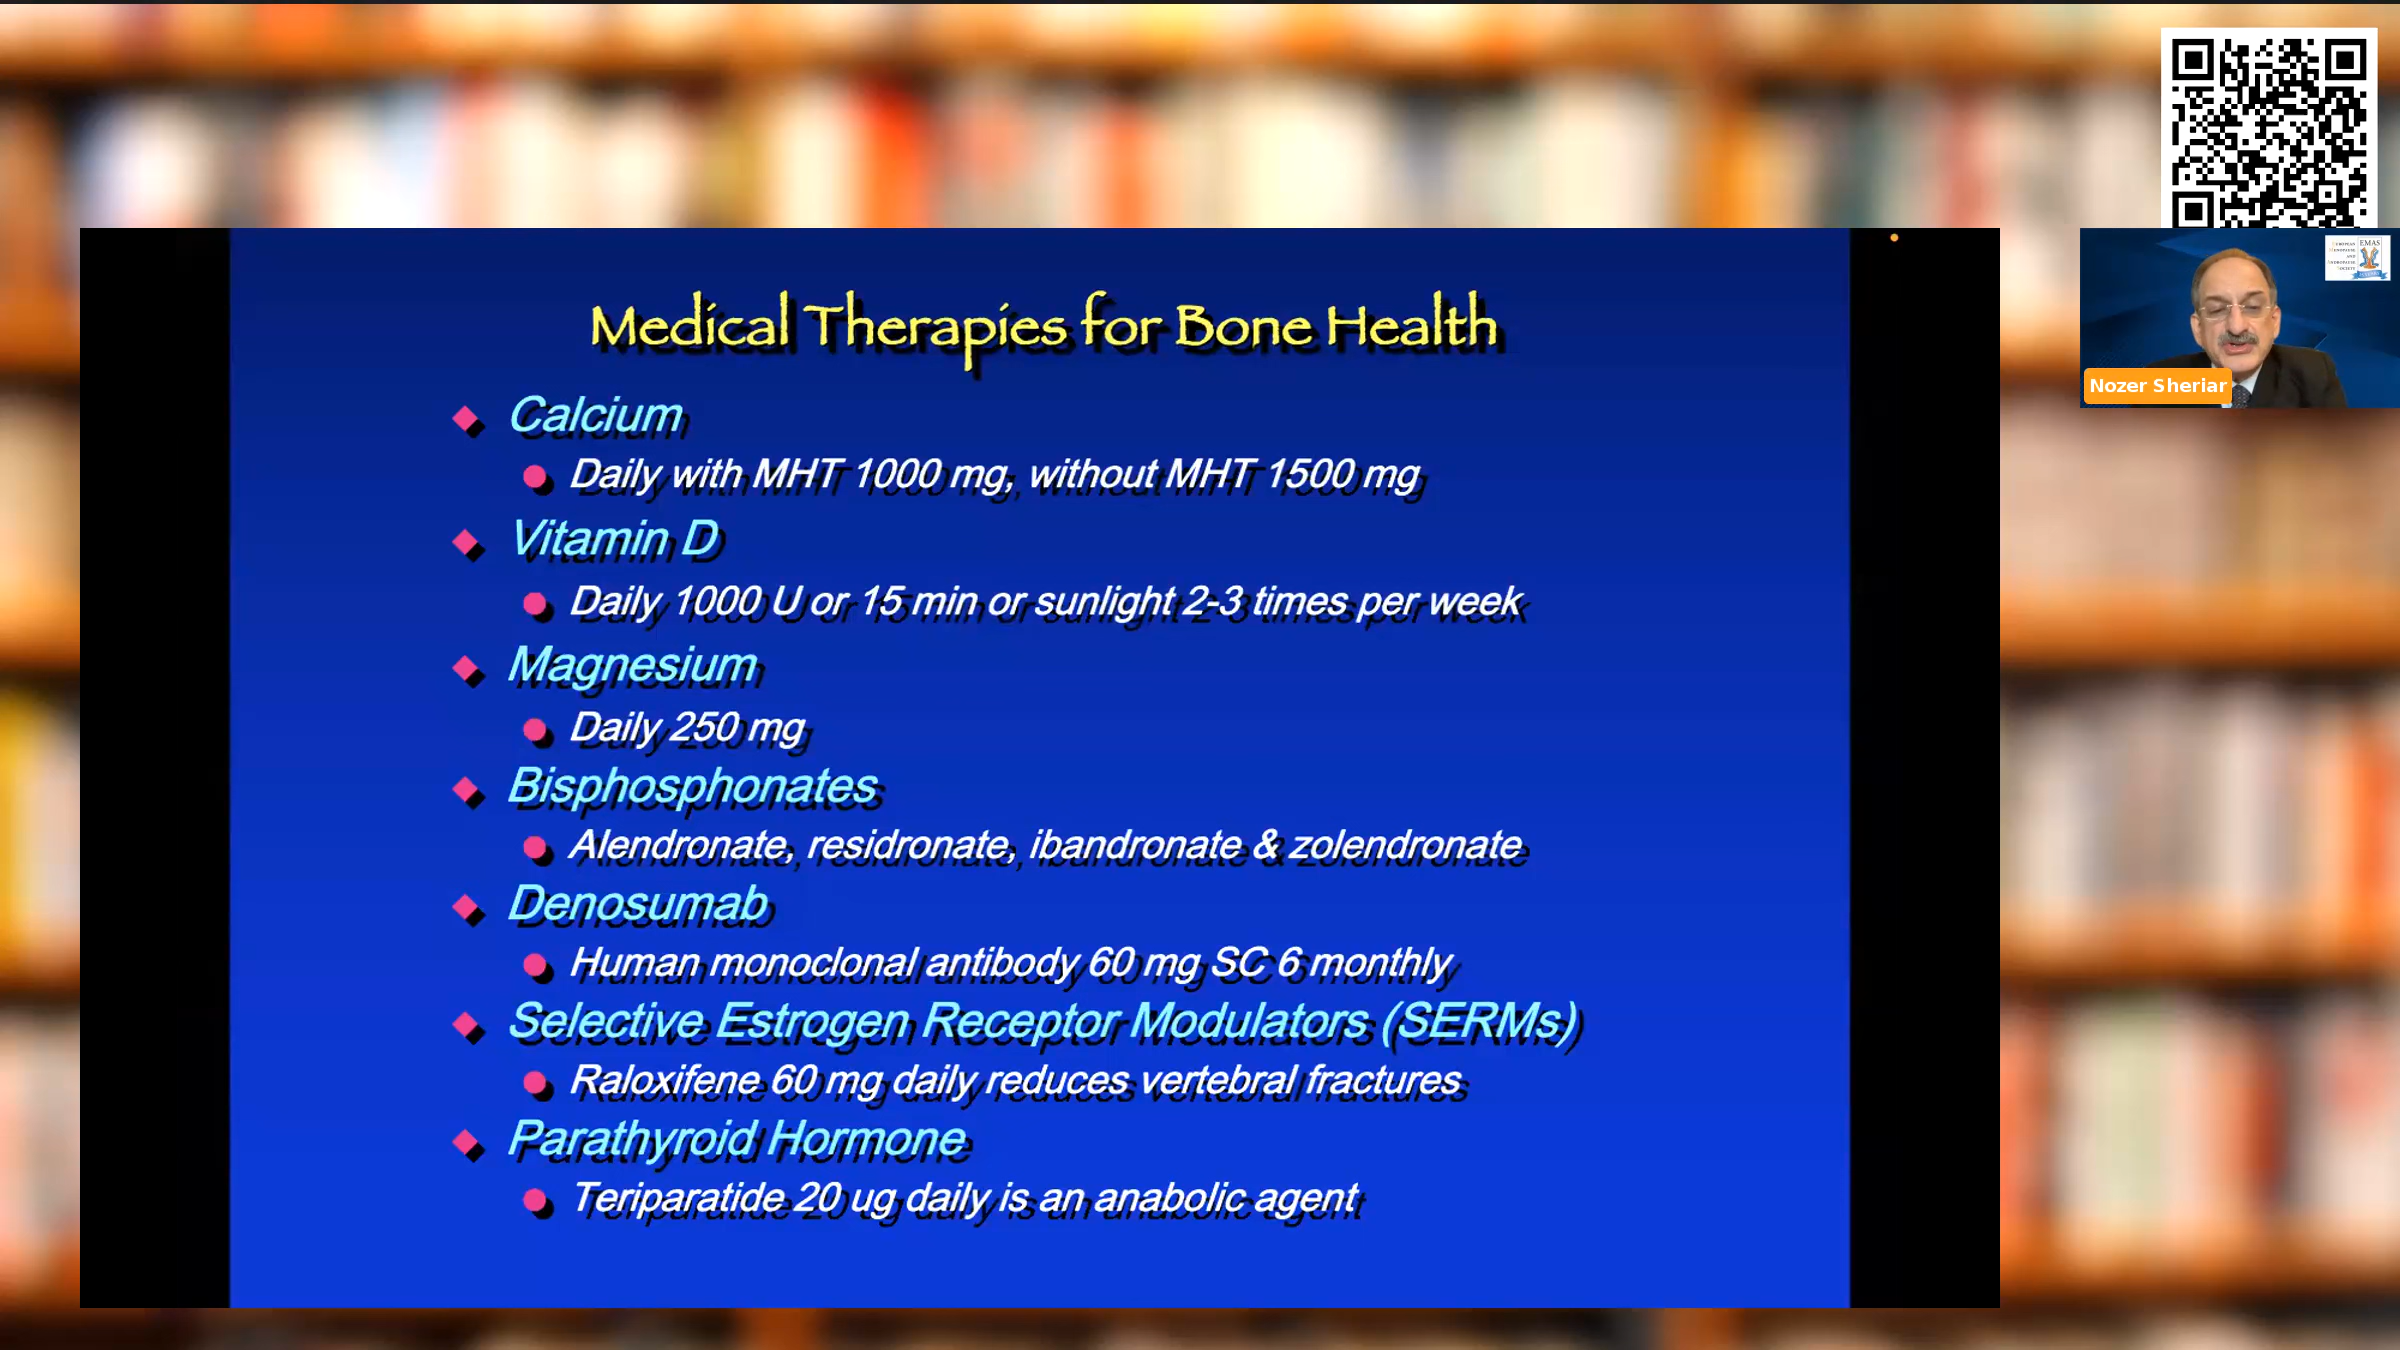 Medical Therapies for Bone Health
Calcium
Daily with MHT 1000 mg, without MHT 1500 mg
Vitamin D
Daily 1000 U or 15 min or sunlight 2-3 times per week
Magnesium
Daily 250 mg
Bisphosphonates
Alendronate, residronate, ibandronate & zolendronate
Denosumab
Human monoclonal antibody 60 mg SC 6 monthly
Selective Estrogen Receptor Modulators (SERMs)
Raloxifene 60 mg daily reduces vertebral fractures
Parathyroid Hormone
Teriparatide 20 ug daily is an anabolic agent
EMAS
Nozer Sheriar